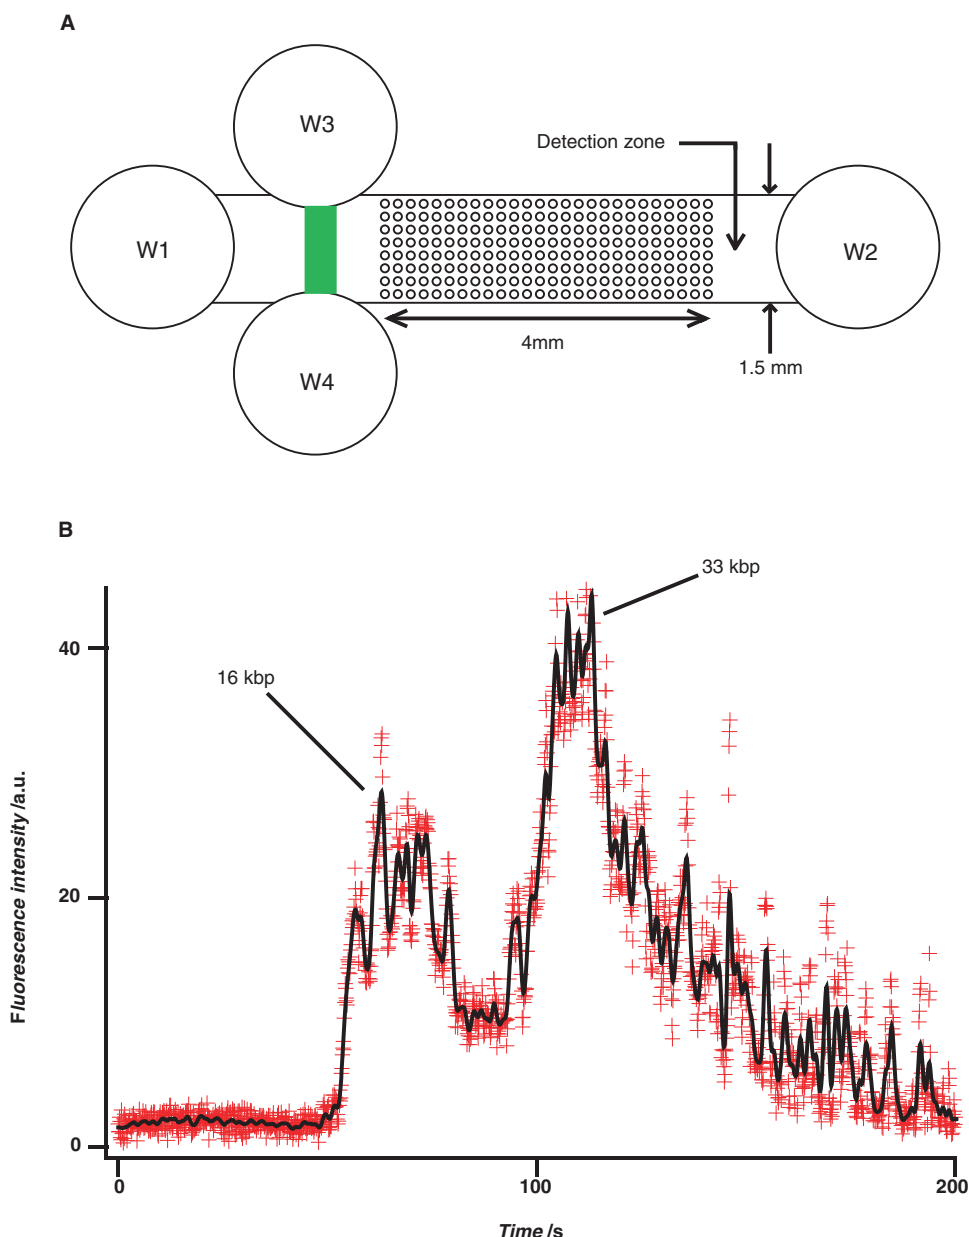 A
W3
Detection zone
W1
W2
4mm
1.5 mm
W4
B
33 kbp
40
16 kbp
20
0
Fluorescence intensity /a.u.
0
100
200
Time /s